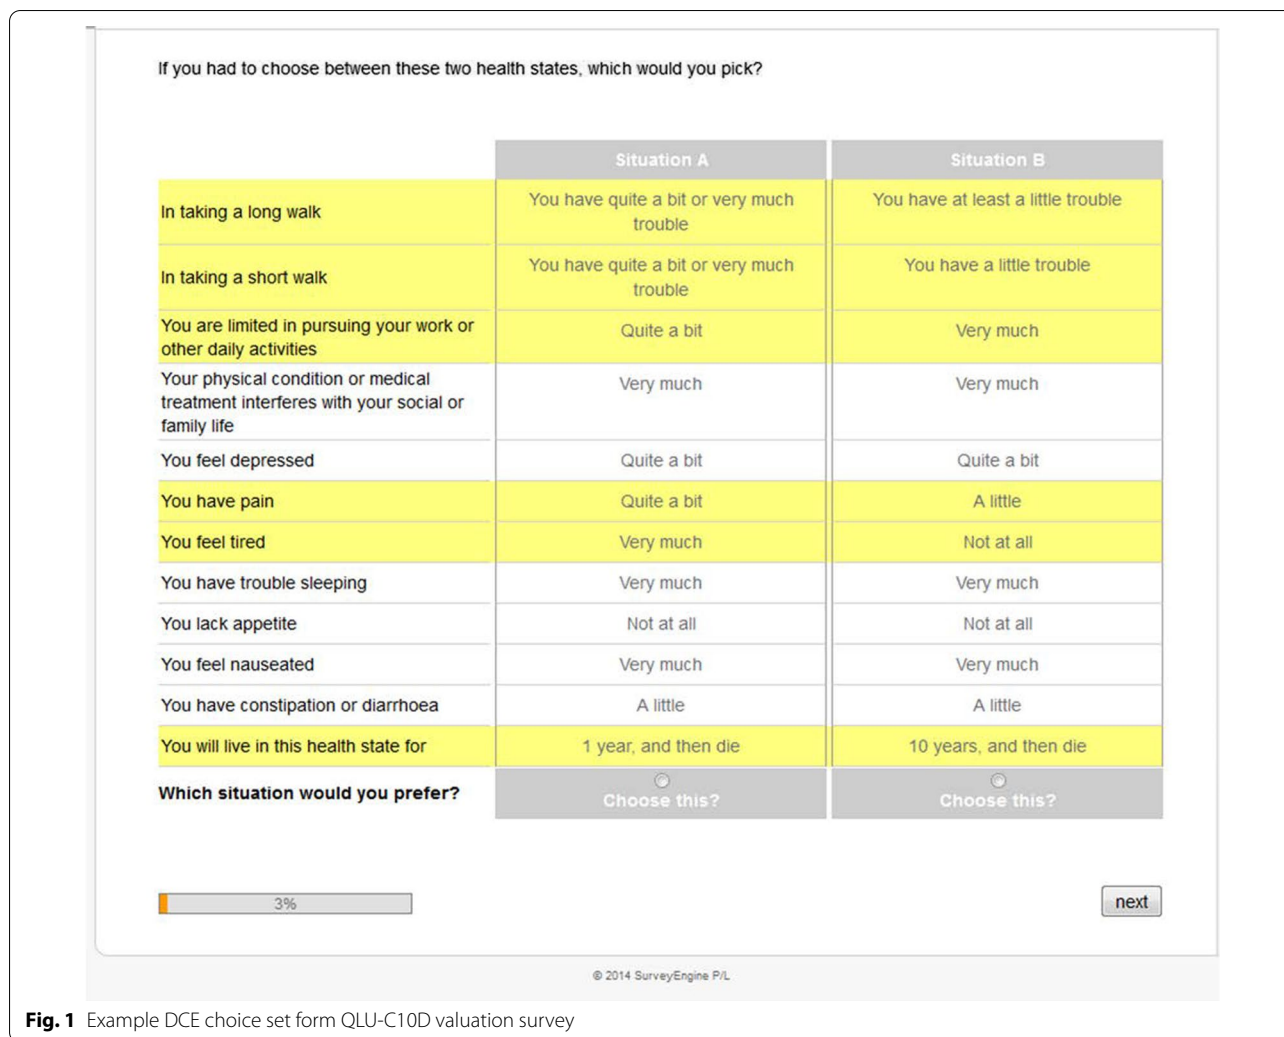 If you had to choose between these two health states, which would you pick?
Situation A Situation B
In taking a long walk You have quite a bit or very much You have at least a little trouble
trouble
In taking a short walk You have quite a bit or very much You have a little trouble
trouble
You are limited in pursuing your work or Quite a bit Very much
other daily activities
Your physical condition or medical Very much Very much
treatment interferes with your social or
family life
You feel depressed Quite a bit Quite a bit
You have pain Quite a bit A little
You feel tired Very much Not at all
You have trouble sleeping Very much Very much
You lack appetite Not at all Not at all
You feel nauseated Very much Very much
You have constipation or diarrhoea A little A little
You will live in this health state for 1 year, and then die 10 years, and then die
Which situation would you prefer? Choose this? Choose this?
3% next
© 2014 SurveyEngine P/L
Fig. 1 Example DCE choice set form QLU-C10D valuation survey